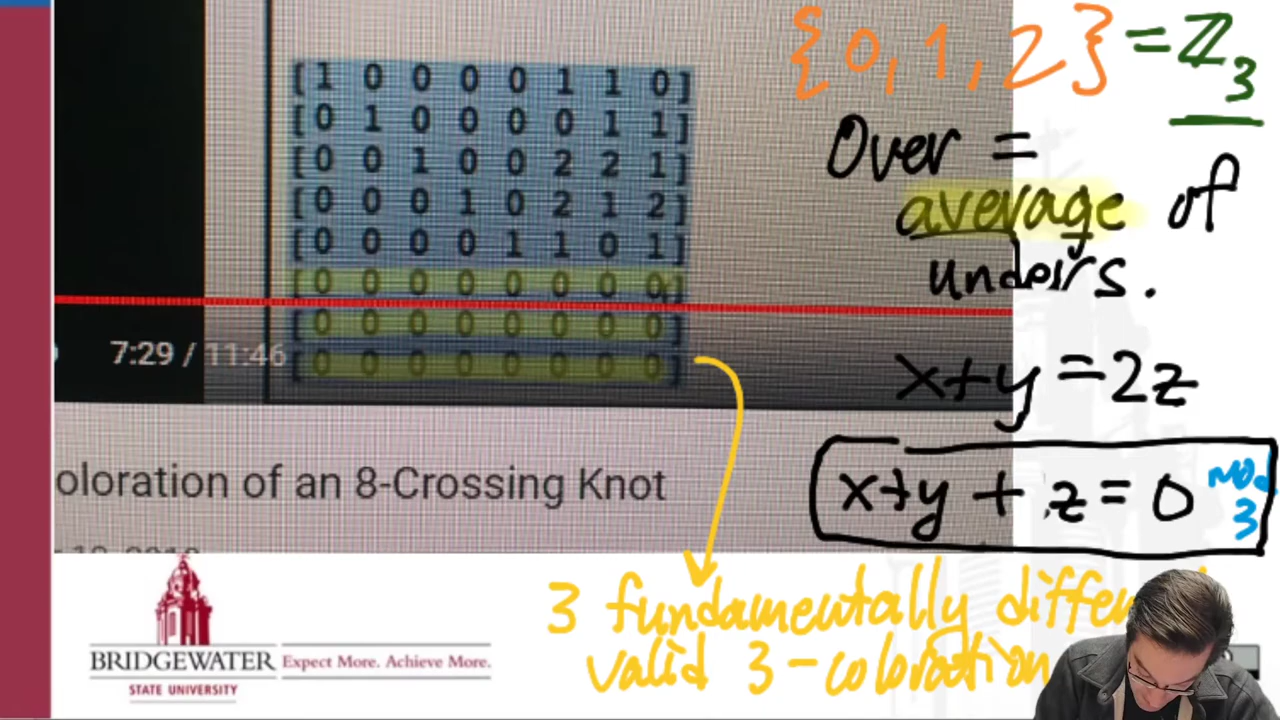 [1 0 0 0 0 1 1 0]
[0 1 0 0 0 0 1 1]
[0 0 1 0 0 2 2 1]
[0 0 0 1 0 2 1 2]
[0 0 0 0 1 1 0 1]
[0 0 0 0 0 0 0 0]
[0 0 0 0 0 0 0 0]
[0 0 0 0 0 0 0 0]
7:29 / 11:46
oloration of an 8-Crossing Knot
{0,1,2} = ℤ3
Over =
average of
unders.
x+y=2z
x+y+z=0
3
3 fundamentally
valid 3-coloration
BRIDGEWATER
STATE UNIVERSITY
Expect More. Achieve More.